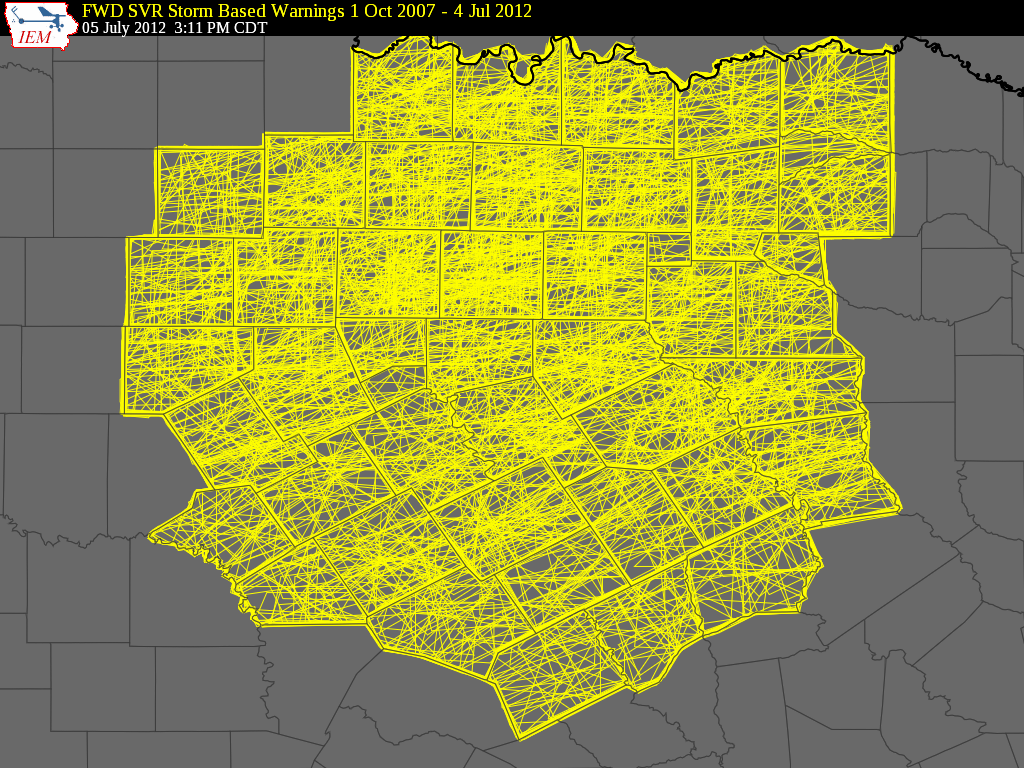 FWD SVR Storm Based Warnings 1 Oct 2007 - 4 Jul 2012
05 July 2012 3:11 PM CDT
IEM